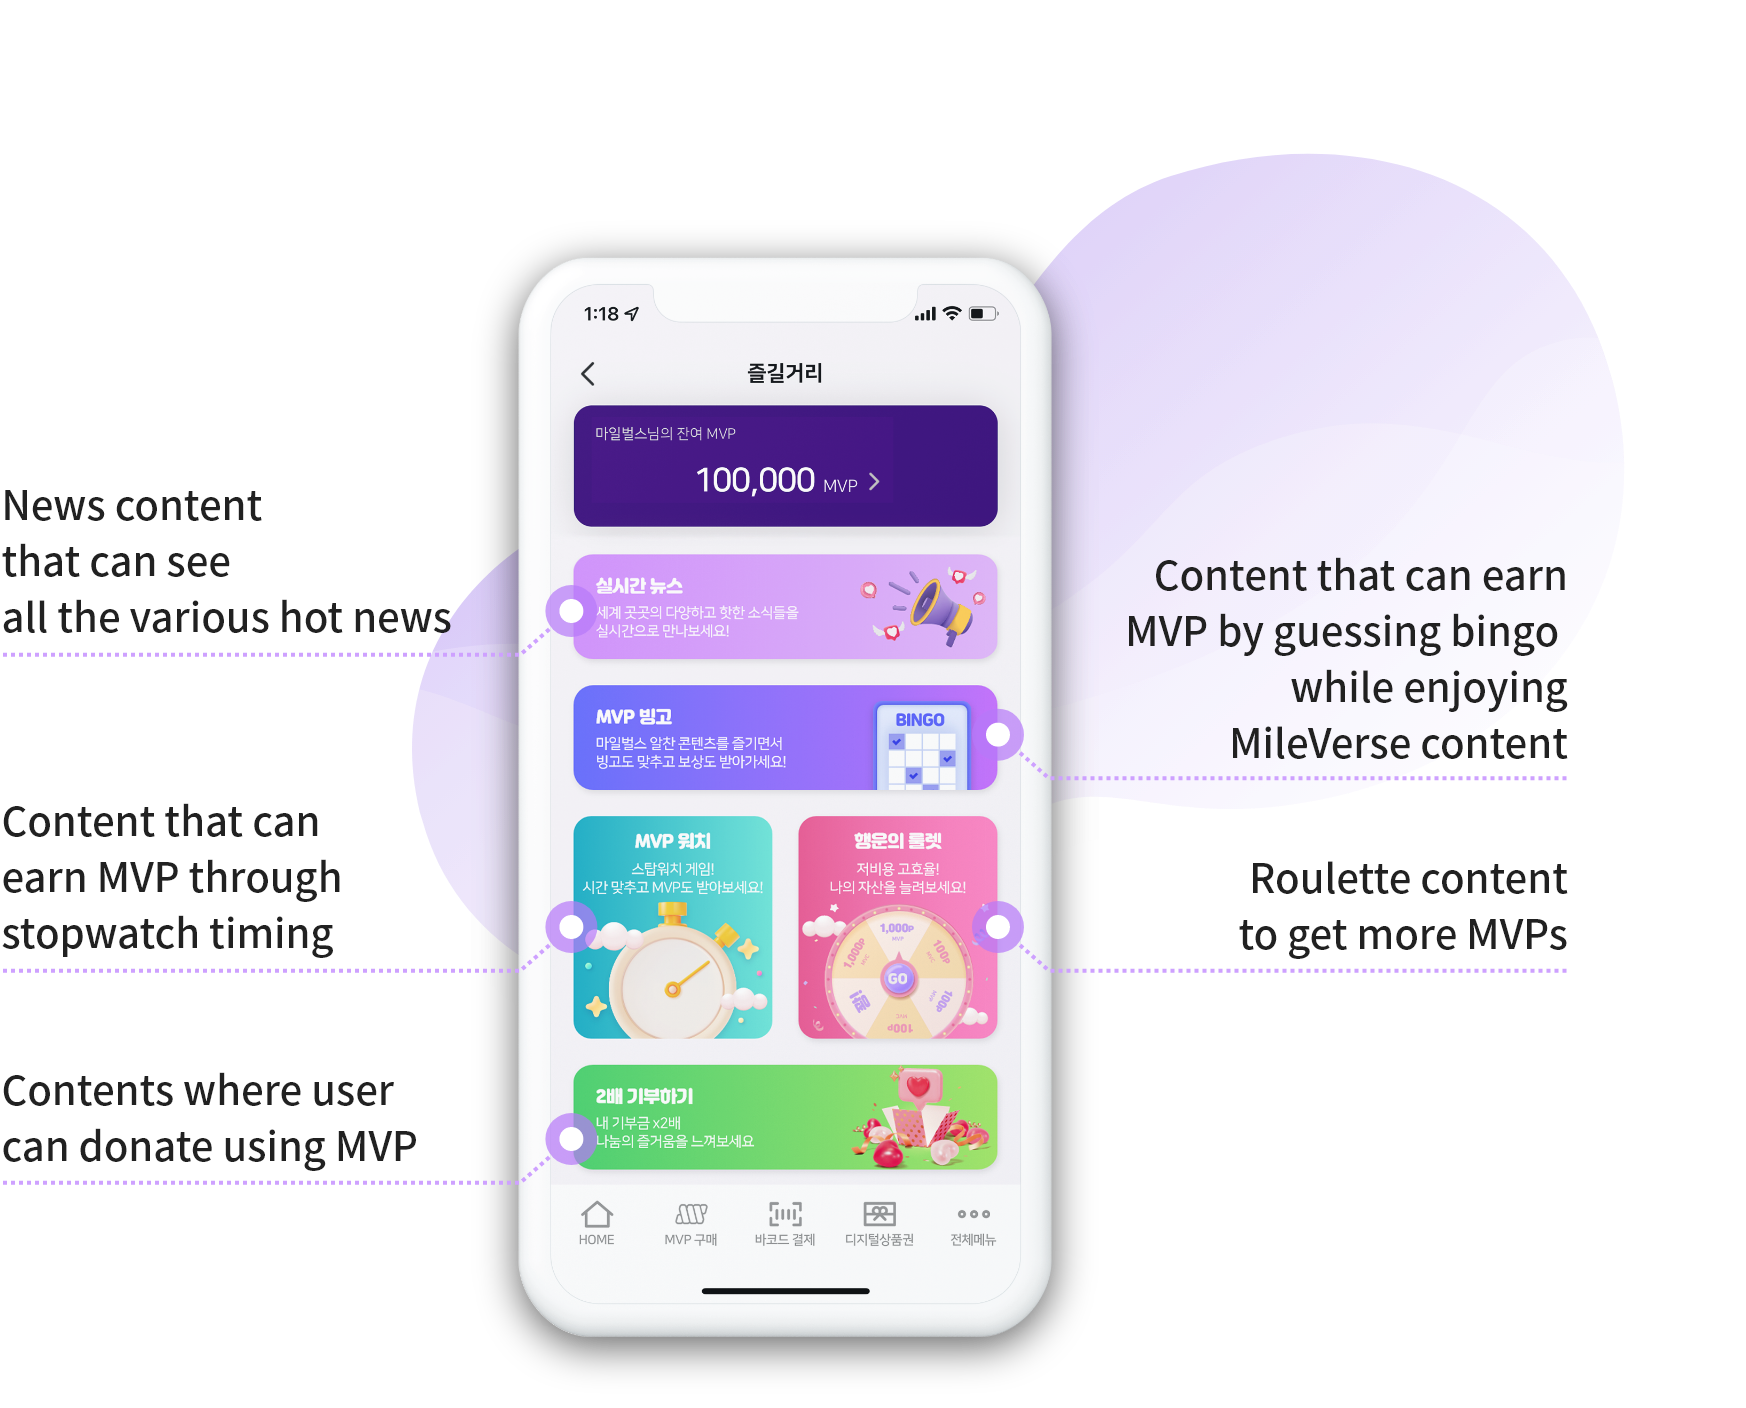 1:18
즐길거리
마일벌스님의 잔여 MVP
100,000 MVP
News content
that can see
all the various hot news
실시간 뉴스
세계 곳곳의 다양하고 핫한 소식들을
실시간으로 만나보세요!
Content that can earn
MVP by guessing bingo
while enjoying
MileVerse content
MVP 빙고
마일벌스 알찬 콘텐츠를 즐기면서
빙고도 맞추고 보상도 받아가세요!
BINGO
Content that can
earn MVP through
stopwatch timing
MVP 워치
스탑워치 게임!
시간 맞추고 MVP도 받아보세요!
행운의 룰렛
저비용 고효율!
나의 자산을 늘려보세요!
1,000P
MVP
100P
MVC
100P
MVP
100P
MVC
꽝!
1,000P
MVC
GO
Roulette content
to get more MVPs
Contents where user
can donate using MVP
2배 기부하기
내 기부금 x2배
나눔의 즐거움을 느껴보세요
HOME
MVP 구매
바코드 결제
디지털상품권
전체메뉴